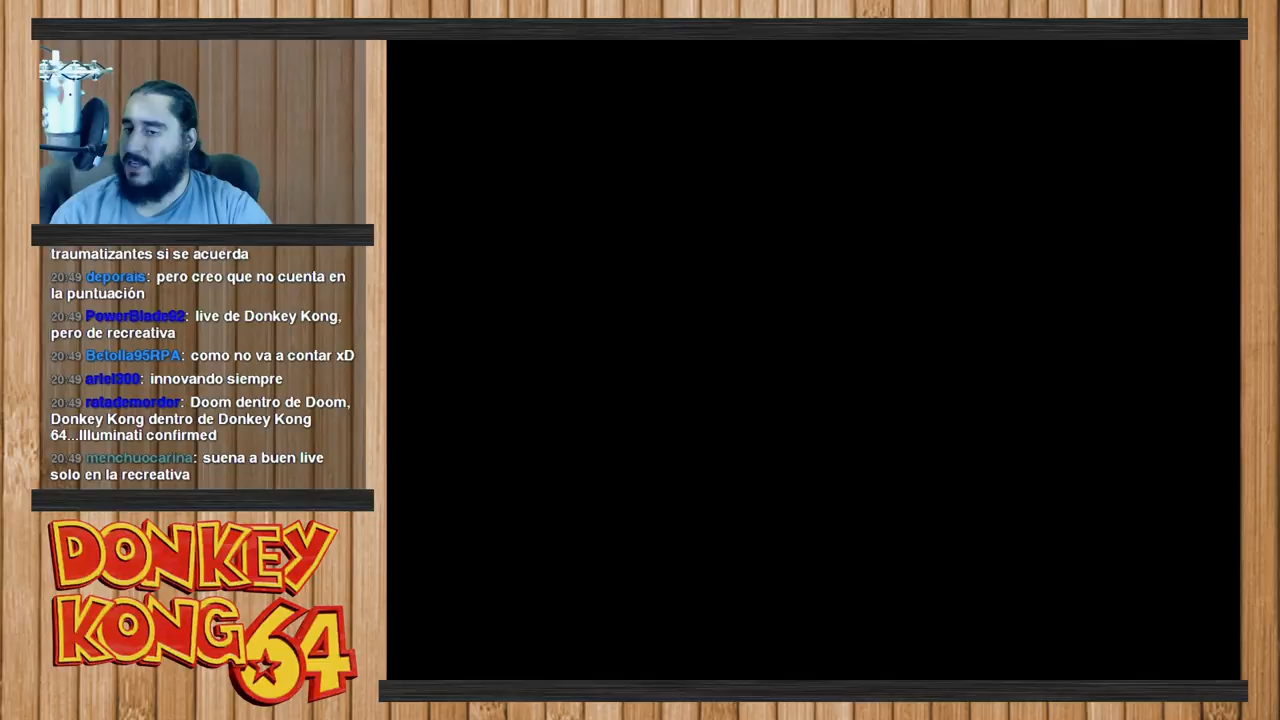 traumatizantes si se acuerda
20:49 deporais: pero creo que no cuenta en
la puntuación
20:49 PowerBlade92: live de Donkey Kong,
pero de recreativa
20:49 Betolla95RPA: como no va a contar xD
20:49 ariel300: innovando siempre
20:49 ratademordor: Doom dentro de Doom,
Donkey Kong dentro de Donkey Kong
64...Illuminati confirmed
20:49 menchuocarina: suena a buen live
solo en la recreativa
DONKEY
KONG 64